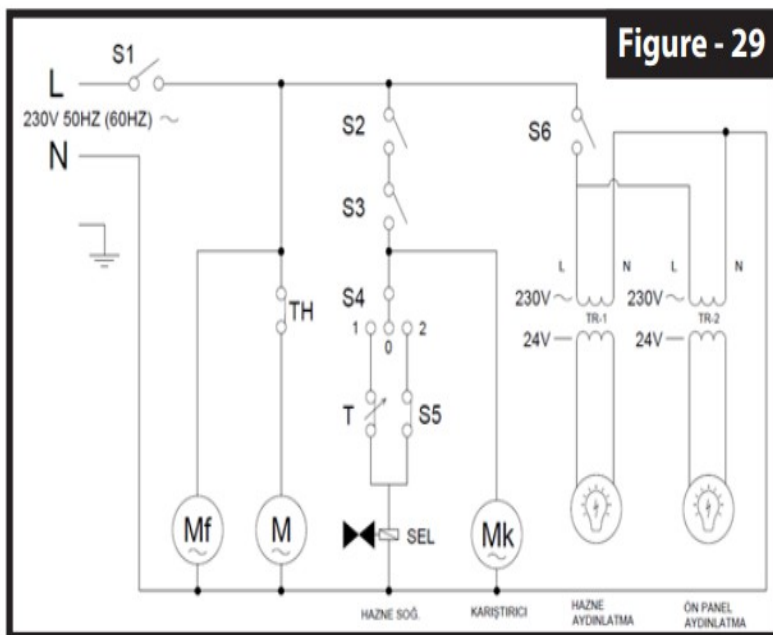 Figure - 29
S1
L
230V 50HZ (60HZ) ~
N
S2
S6
S3
L N L N
S4
TH
230V ~ 230V ~
1 0 2
TR-1 TR-2
24V 24V
T S5
Mf M SEL Mk
HAZNE SOĞ. KARIŞTIRICI HAZNE AYDINLATMA ÖN PANEL AYDINLATMA